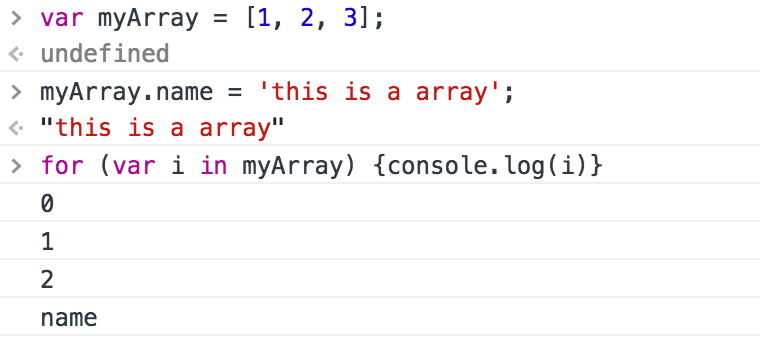 > var myArray = [1, 2, 3];
<· undefined
> myArray.name = 'this is a array';
<· "this is a array"
> for (var i in myArray) {console.log(i)}
0
1
2
name